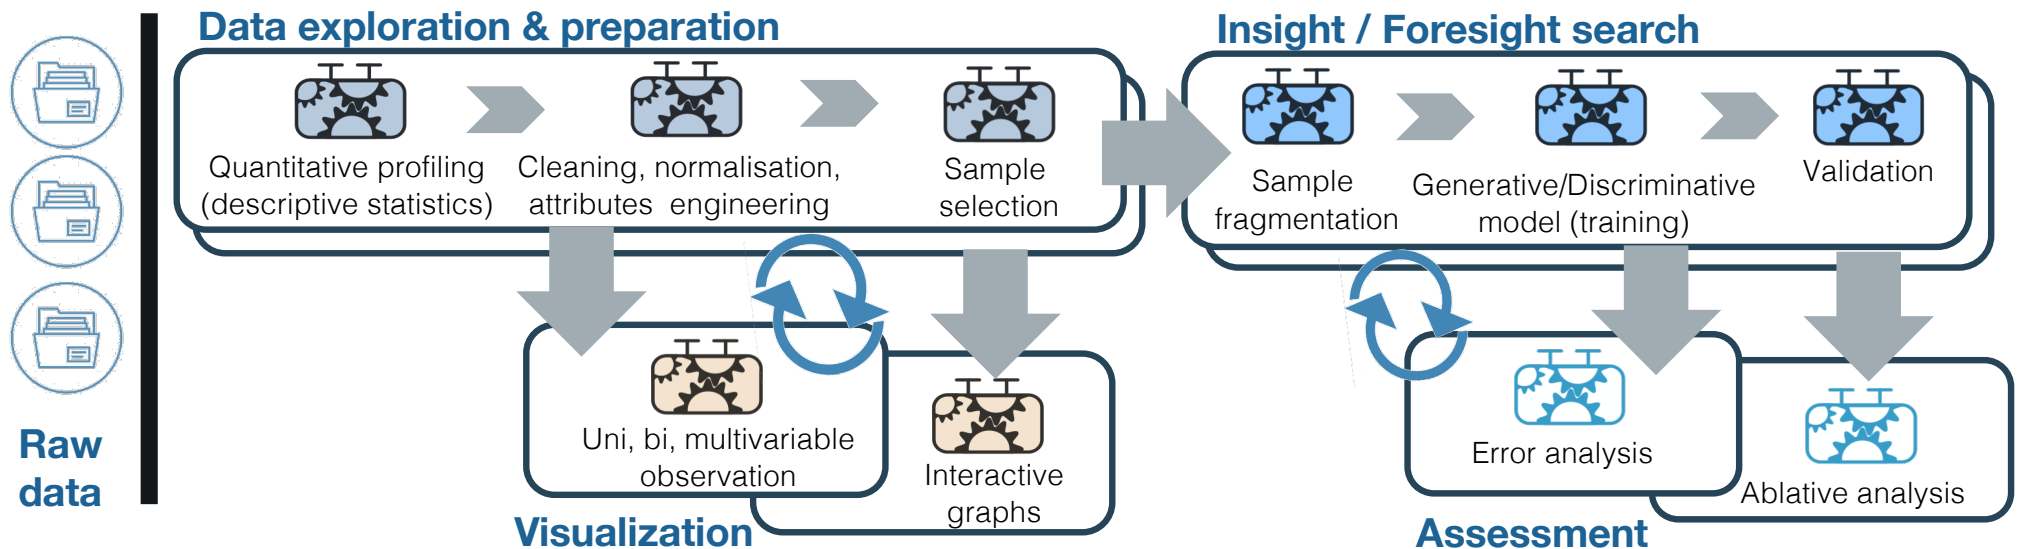 Data exploration & preparation
Insight / Foresight search
Quantitative profiling
(descriptive statistics)
Cleaning, normalisation,
attributes engineering
Sample
selection
Sample
fragmentation
Generative/Discriminative
model (training)
Validation
Raw
data
Uni, bi, multivariable
observation
Interactive
graphs
Visualization
Error analysis
Ablative analysis
Assessment